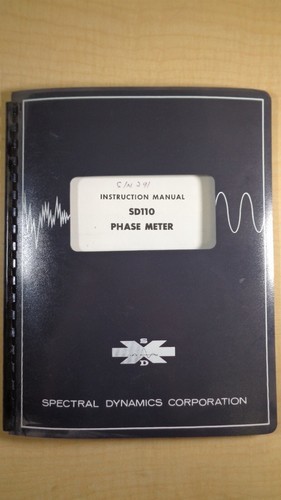 S/N 341
INSTRUCTION MANUAL
SD110
PHASE METER
S
D
SPECTRAL DYNAMICS CORPORATION